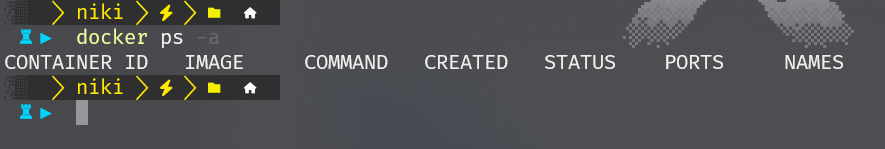 niki
docker ps -a
CONTAINER ID IMAGE COMMAND CREATED STATUS PORTS NAMES
niki